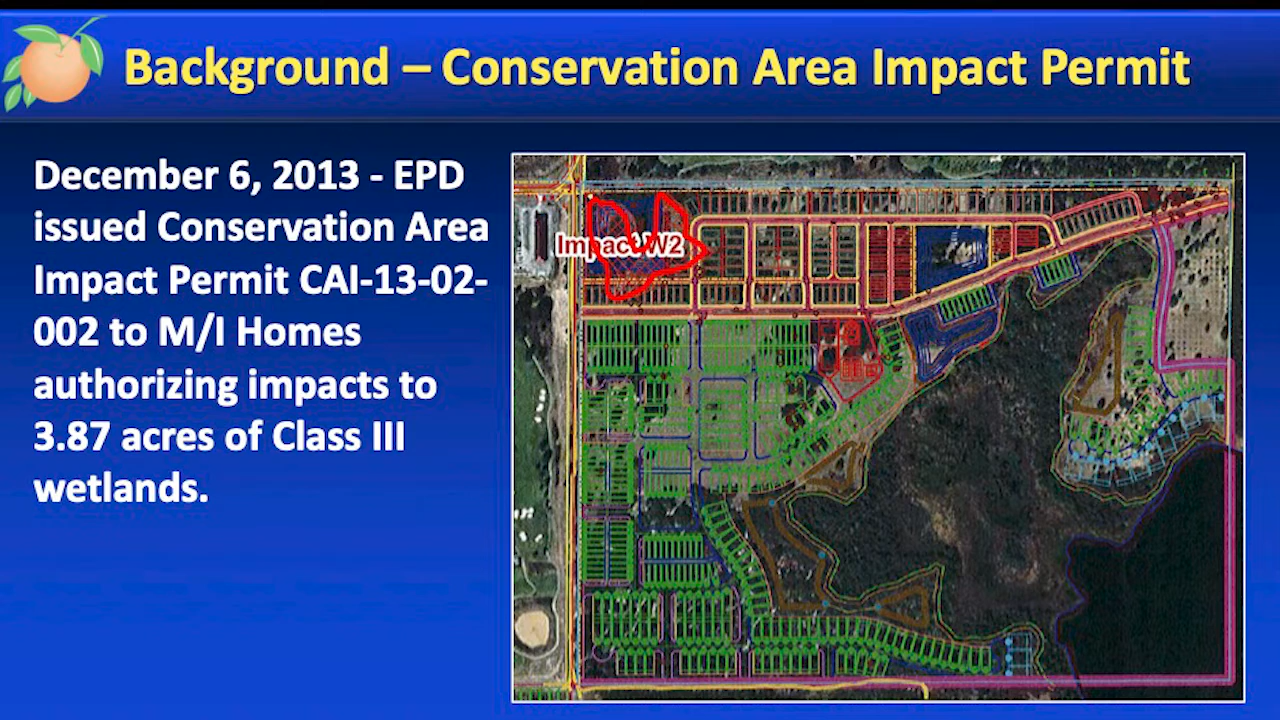 Background – Conservation Area Impact Permit
December 6, 2013 - EPD
issued Conservation Area
Impact Permit CAI-13-02-
002 to M/I Homes
authorizing impacts to
3.87 acres of Class III
wetlands.
Impact W2